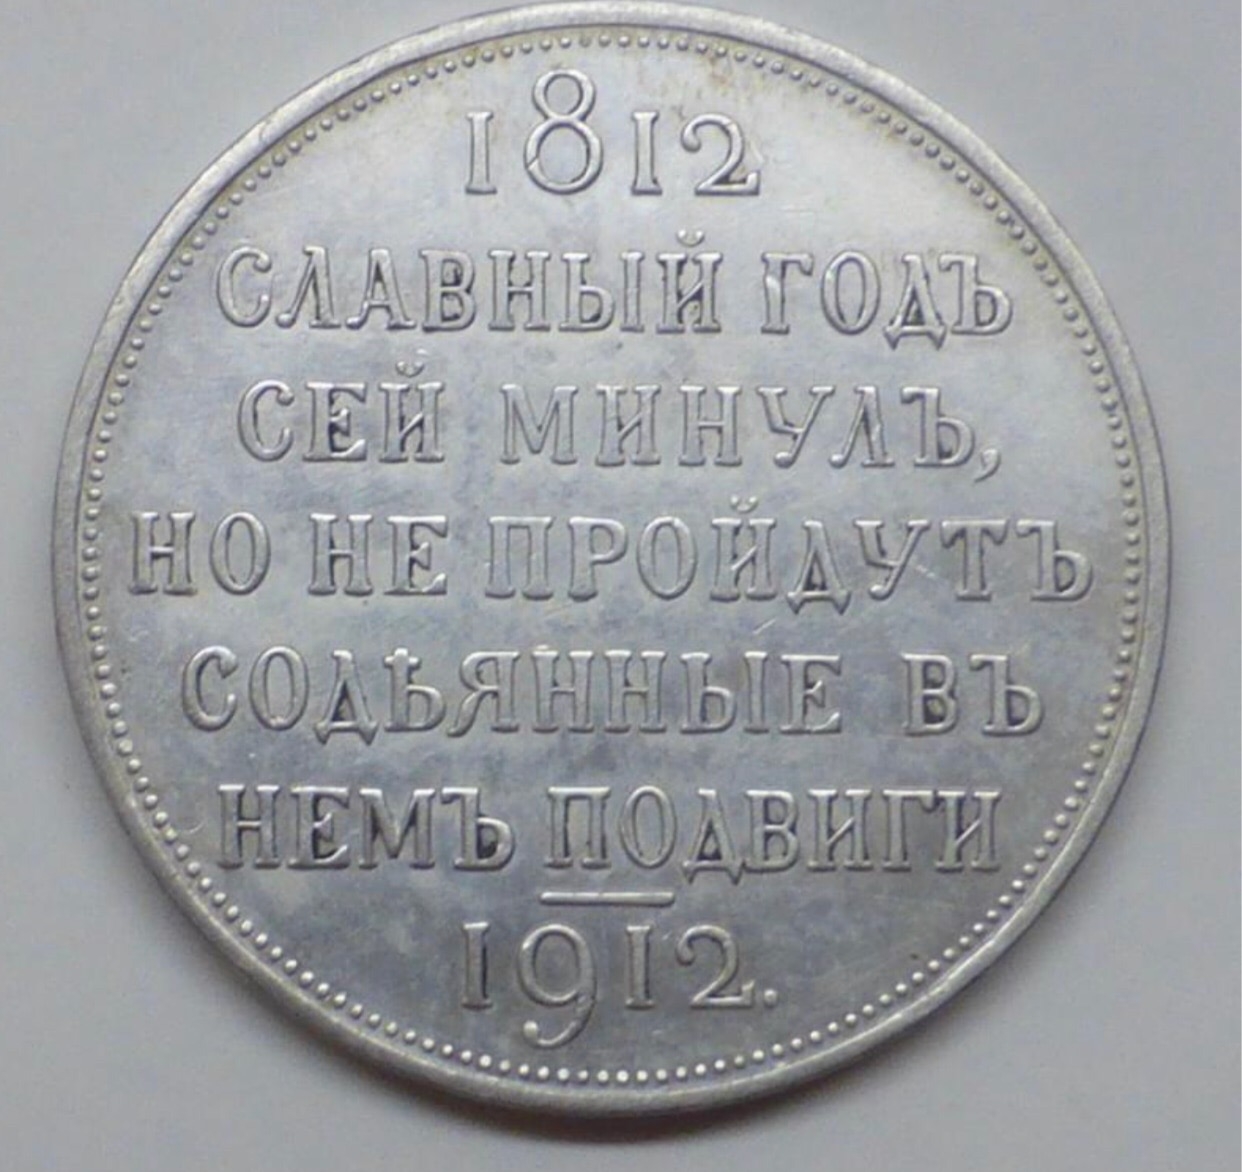 1812
СЛАВНЫЙ ГОДЪ
СЕЙ МИНУЛЪ,
НО НЕ ПРОЙДУТЪ
СОДѢЯННЫЕ ВЪ
НЕМЪ ПОДВИГИ
1912.